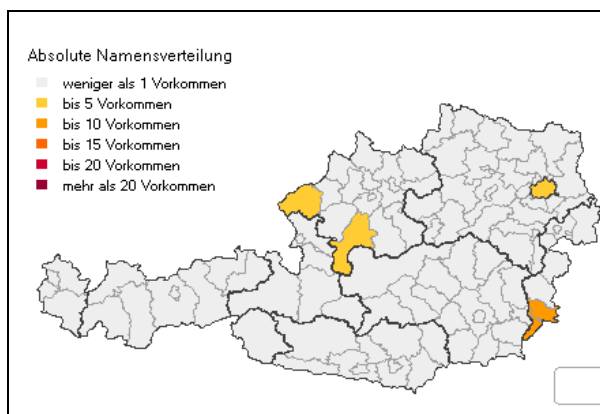 Absolute Namensverteilung
weniger als 1 Vorkommen
bis 5 Vorkommen
bis 10 Vorkommen
bis 15 Vorkommen
bis 20 Vorkommen
mehr als 20 Vorkommen